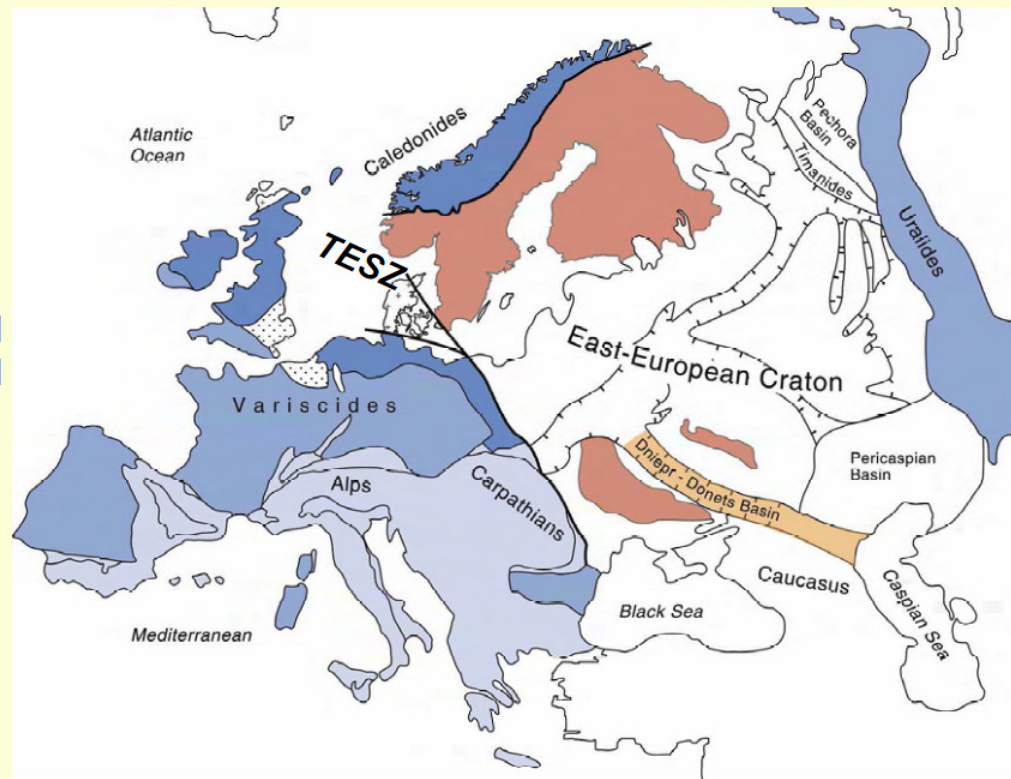 Atlantic
Ocean
Caledonides
Pechora
Basin
Timanides
Uralides
TESZ
East-European Craton
Variscides
Dniepr - Donets Basin
Pericaspian
Basin
Alps
Carpathians
Caucasus
Black Sea
Caspian Sea
Mediterranean